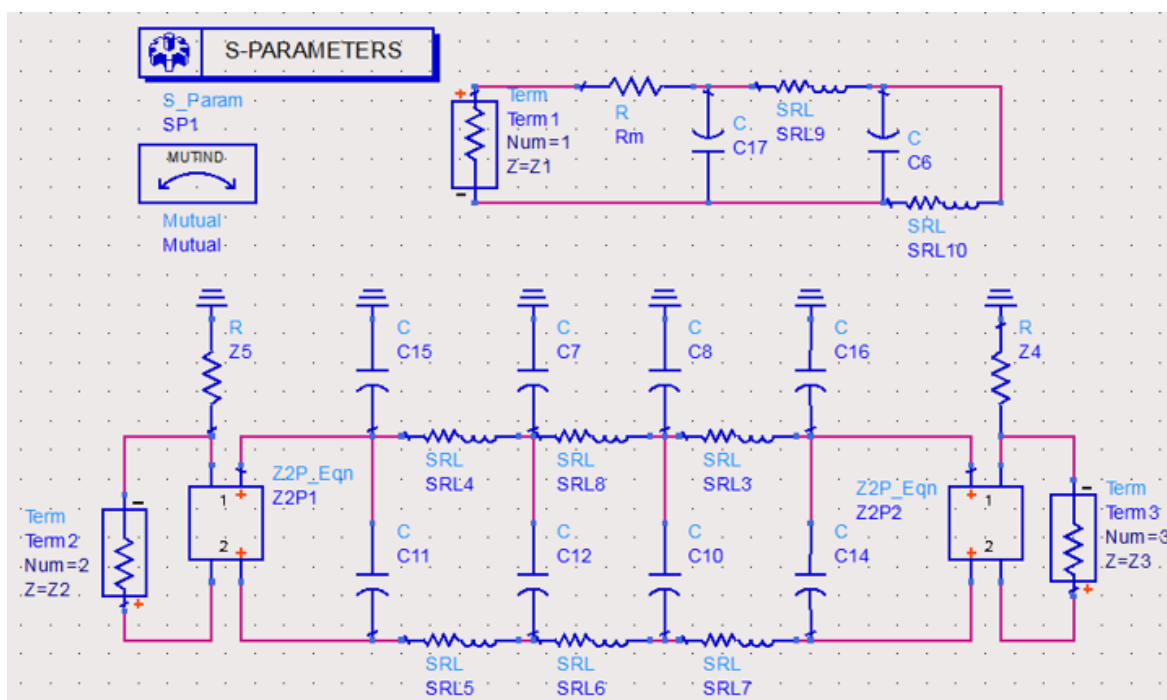 S-PARAMETERS
S_Param
SP1
MUTIND
Mutual
Mutual
+
Term
Term1
Num=1
Z=Z1
-
R
Rm
C
C17
SRL
SRL9
C
C6
SRL
SRL10
R
Z5
C
C15
C
C7
C
C8
C
C16
R
Z4
SRL
SRL4
SRL
SRL8
SRL
SRL3
Term
Term2
Num=2
Z=Z2
-
+
1
+
2
+
Z2P_Eqn
Z2P1
C
C11
C
C12
C
C10
C
C14
Z2P_Eqn
Z2P2
+
1
+
2
-
+
Term
Term3
Num=3
Z=Z3
SRL
SRL5
SRL
SRL6
SRL
SRL7